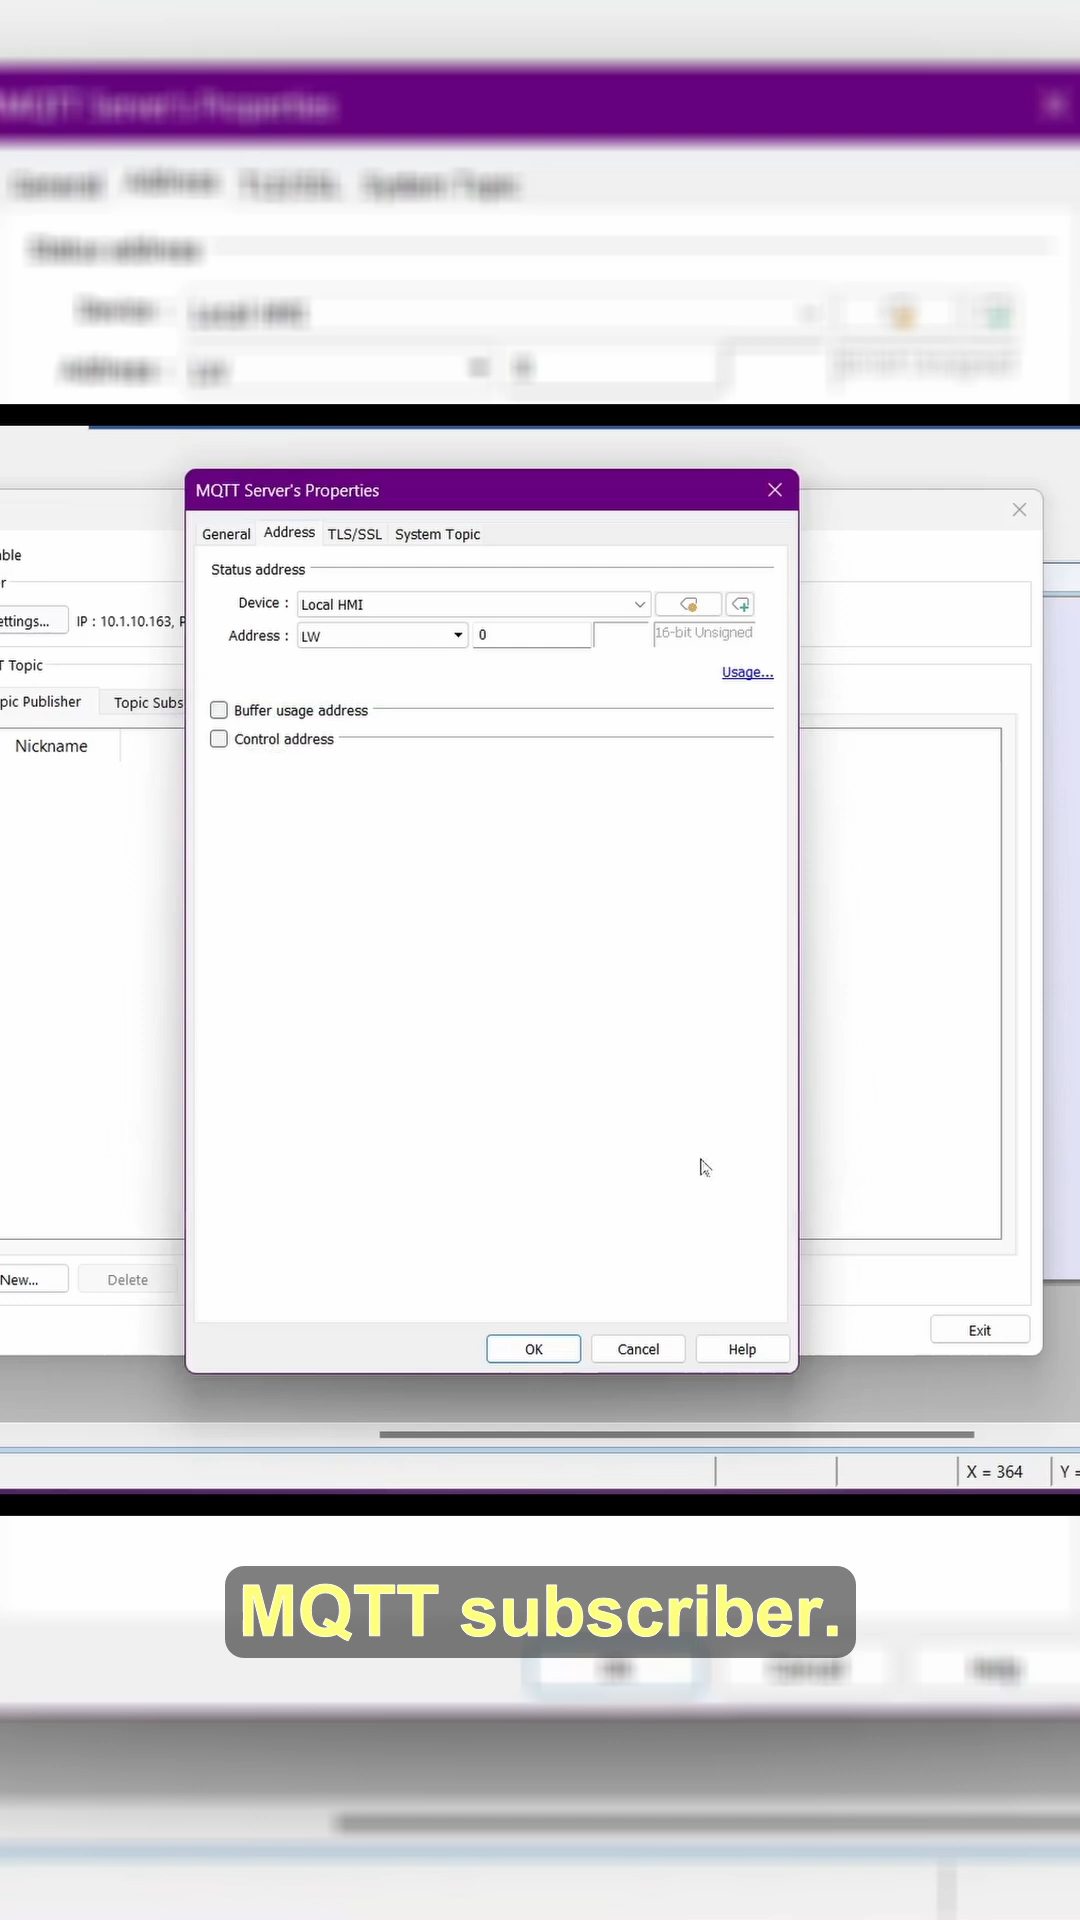 MQTT Server's Properties
General Address TLS/SSL System Topic
Status address
Device : Local HMI
Address : LW 0 16-bit Unsigned
Usage...
Buffer usage address
Control address
OK Cancel Help
ble
r
ettings... IP : 10.1.10.163, P
T Topic
pic Publisher Topic Subs
Nickname
New... Delete
Exit
X = 364 Y =
MQTT subscriber.